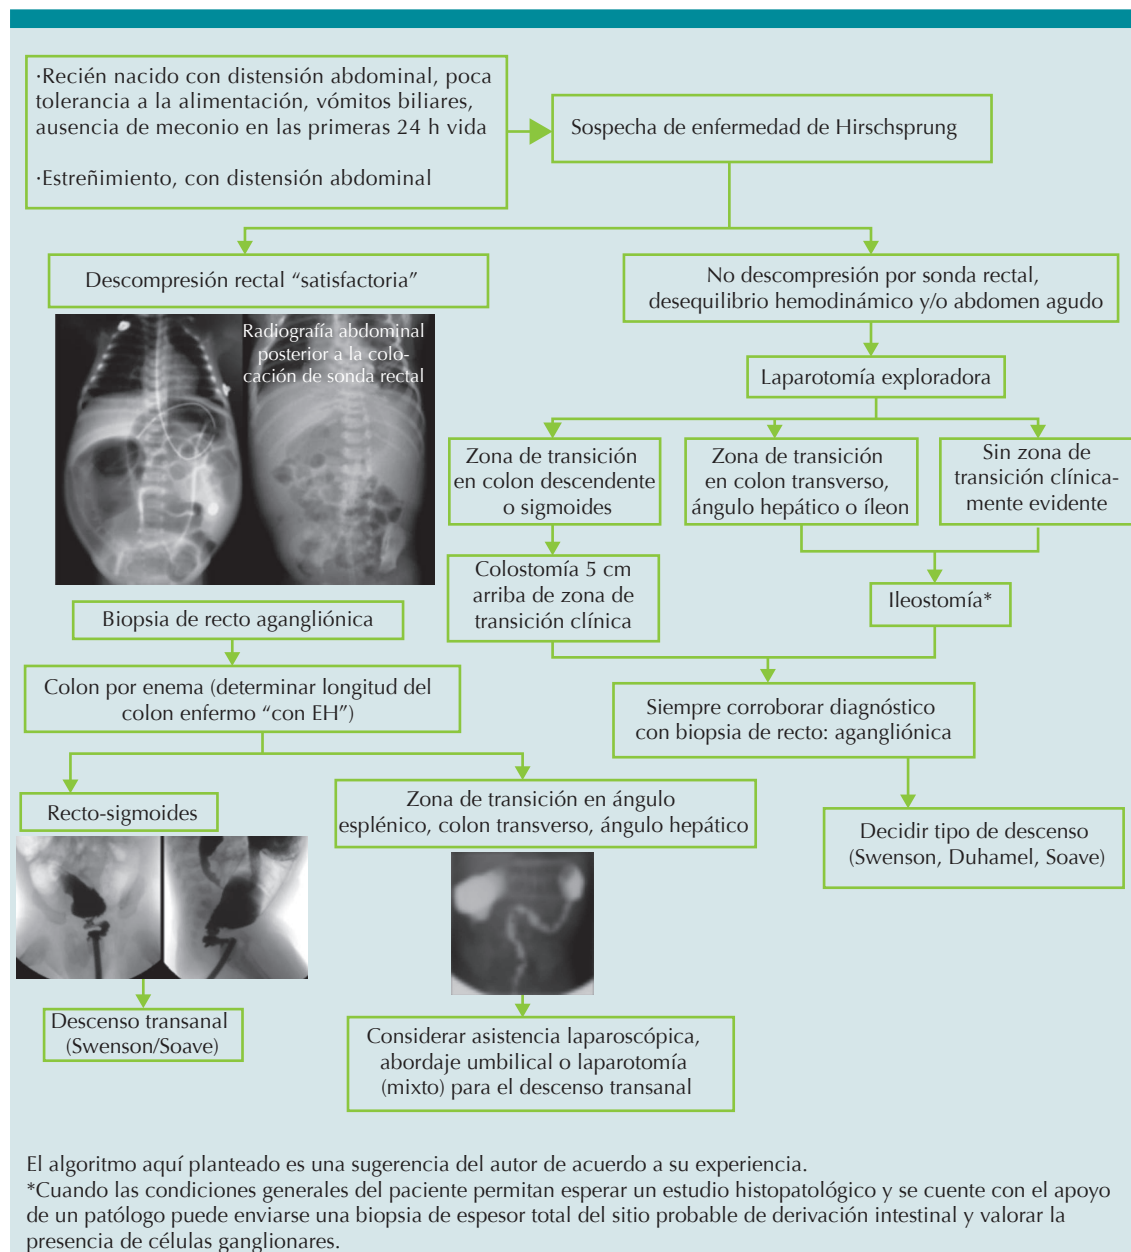 ·Recién nacido con distensión abdominal, poca
tolerancia a la alimentación, vómitos biliares,
ausencia de meconio en las primeras 24 h vida
·Estreñimiento, con distensión abdominal
Sospecha de enfermedad de Hirschsprung
Descompresión rectal “satisfactoria”
No descompresión por sonda rectal,
desequilibrio hemodinámico y/o abdomen agudo
Radiografía abdominal
posterior a la colo-
cación de sonda rectal
Laparotomía exploradora
Zona de transición
en colon descendente
o sigmoides
Zona de transición
en colon transverso,
ángulo hepático o íleon
Sin zona de
transición clínica-
mente evidente
Colostomía 5 cm
arriba de zona de
transición clínica
Ileostomía*
Biopsia de recto agangliónica
Colon por enema (determinar longitud del
colon enfermo “con EH”)
Siempre corroborar diagnóstico
con biopsia de recto: agangliónica
Recto-sigmoides
Zona de transición en ángulo
esplénico, colon transverso, ángulo hepático
Decidir tipo de descenso
(Swenson, Duhamel, Soave)
Descenso transanal
(Swenson/Soave)
Considerar asistencia laparoscópica,
abordaje umbilical o laparotomía
(mixto) para el descenso transanal
El algoritmo aquí planteado es una sugerencia del autor de acuerdo a su experiencia.
*Cuando las condiciones generales del paciente permitan esperar un estudio histopatológico y se cuente con el apoyo
de un patólogo puede enviarse una biopsia de espesor total del sitio probable de derivación intestinal y valorar la
presencia de células ganglionares.